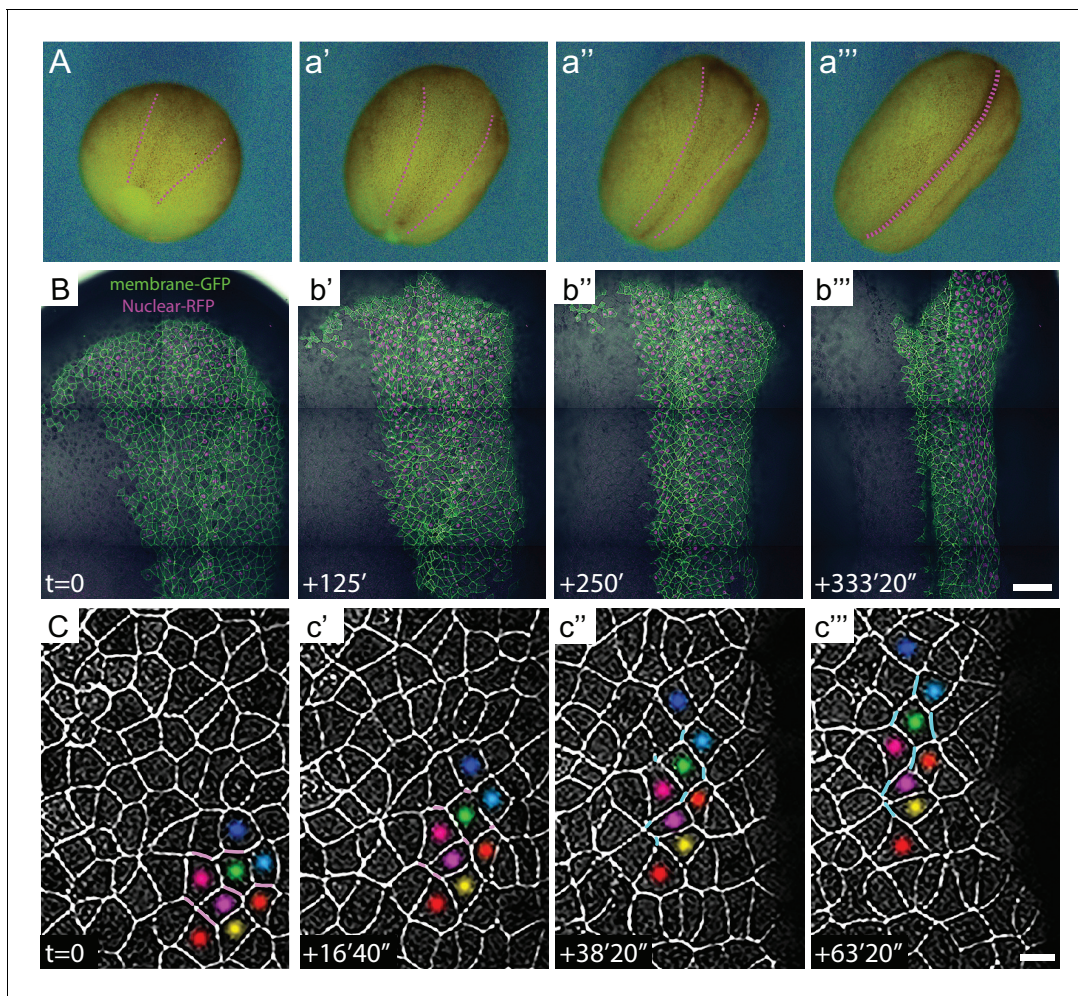 A
a'
a''
a'''
B
membrane-GFP
Nuclear-RFP
t=0
b'
+125'
b''
+250'
b'''
+333'20"
C
t=0
c'
+16'40"
c''
+38'20"
c'''
+63'20"